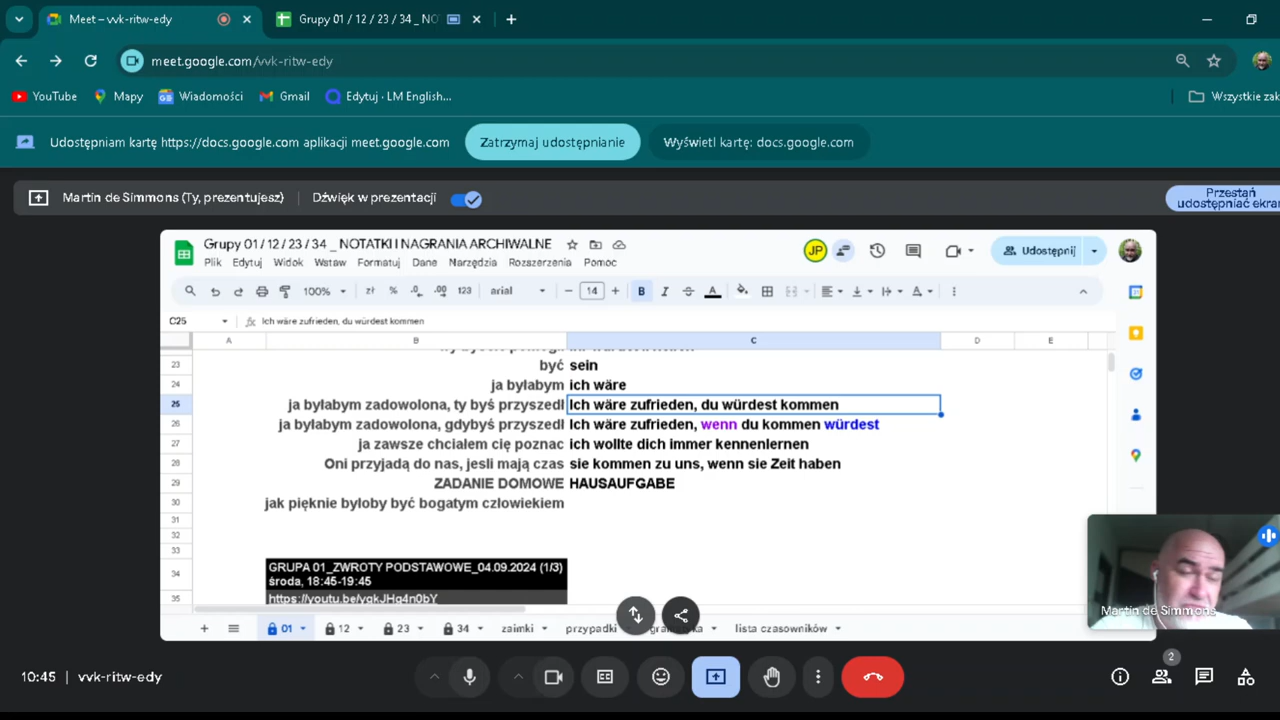 Meet – vvk-ritw-edy
Grupy 01 / 12 / 23 / 34 _ NO
meet.google.com/vvk-ritw-edy
YouTube
Mapy
Wiadomości
Gmail
Edytuj · LM English...
Wszystkie zak
Udostępniam kartę https://docs.google.com aplikacji meet.google.com
Zatrzymaj udostępnianie
Wyświetl kartę: docs.google.com
Martin de Simmons (Ty, prezentujesz)
Dźwięk w prezentacji
Przestań
udostępniać ekran
Grupy 01 / 12 / 23 / 34 _ NOTATKI I NAGRANIA ARCHIWALNE
Plik Edytuj Widok Wstaw Formatuj Dane Narzędzia Rozszerzenia Pomoc
JP
Udostępnij
100% zł % .0 .00 123 arial 14 B I A
C25 fx Ich wäre zufrieden, du würdest kommen
A B C D E
23 być sein
24 ja byłabym ich wäre
25 ja byłabym zadowolona, ty byś przyszedł Ich wäre zufrieden, du würdest kommen
26 ja byłabym zadowolona, gdybyś przyszedł Ich wäre zufrieden, wenn du kommen würdest
27 ja zawsze chciałem cię poznac ich wollte dich immer kennenlernen
28 Oni przyjadą do nas, jesli mają czas sie kommen zu uns, wenn sie Zeit haben
29 ZADANIE DOMOWE HAUSAUFGABE
30 jak pięknie byłoby być bogatym człowiekiem
31
32
33
34 GRUPA 01_ZWROTY PODSTAWOWE_04.09.2024 (1/3)
środa, 18:45-19:45
35 https://youtu.be/yqkJHg4n0bY
01 12 23 34 zaimki przypadki lista czasowników
Martin de Simmons
10:45 | vvk-ritw-edy
2